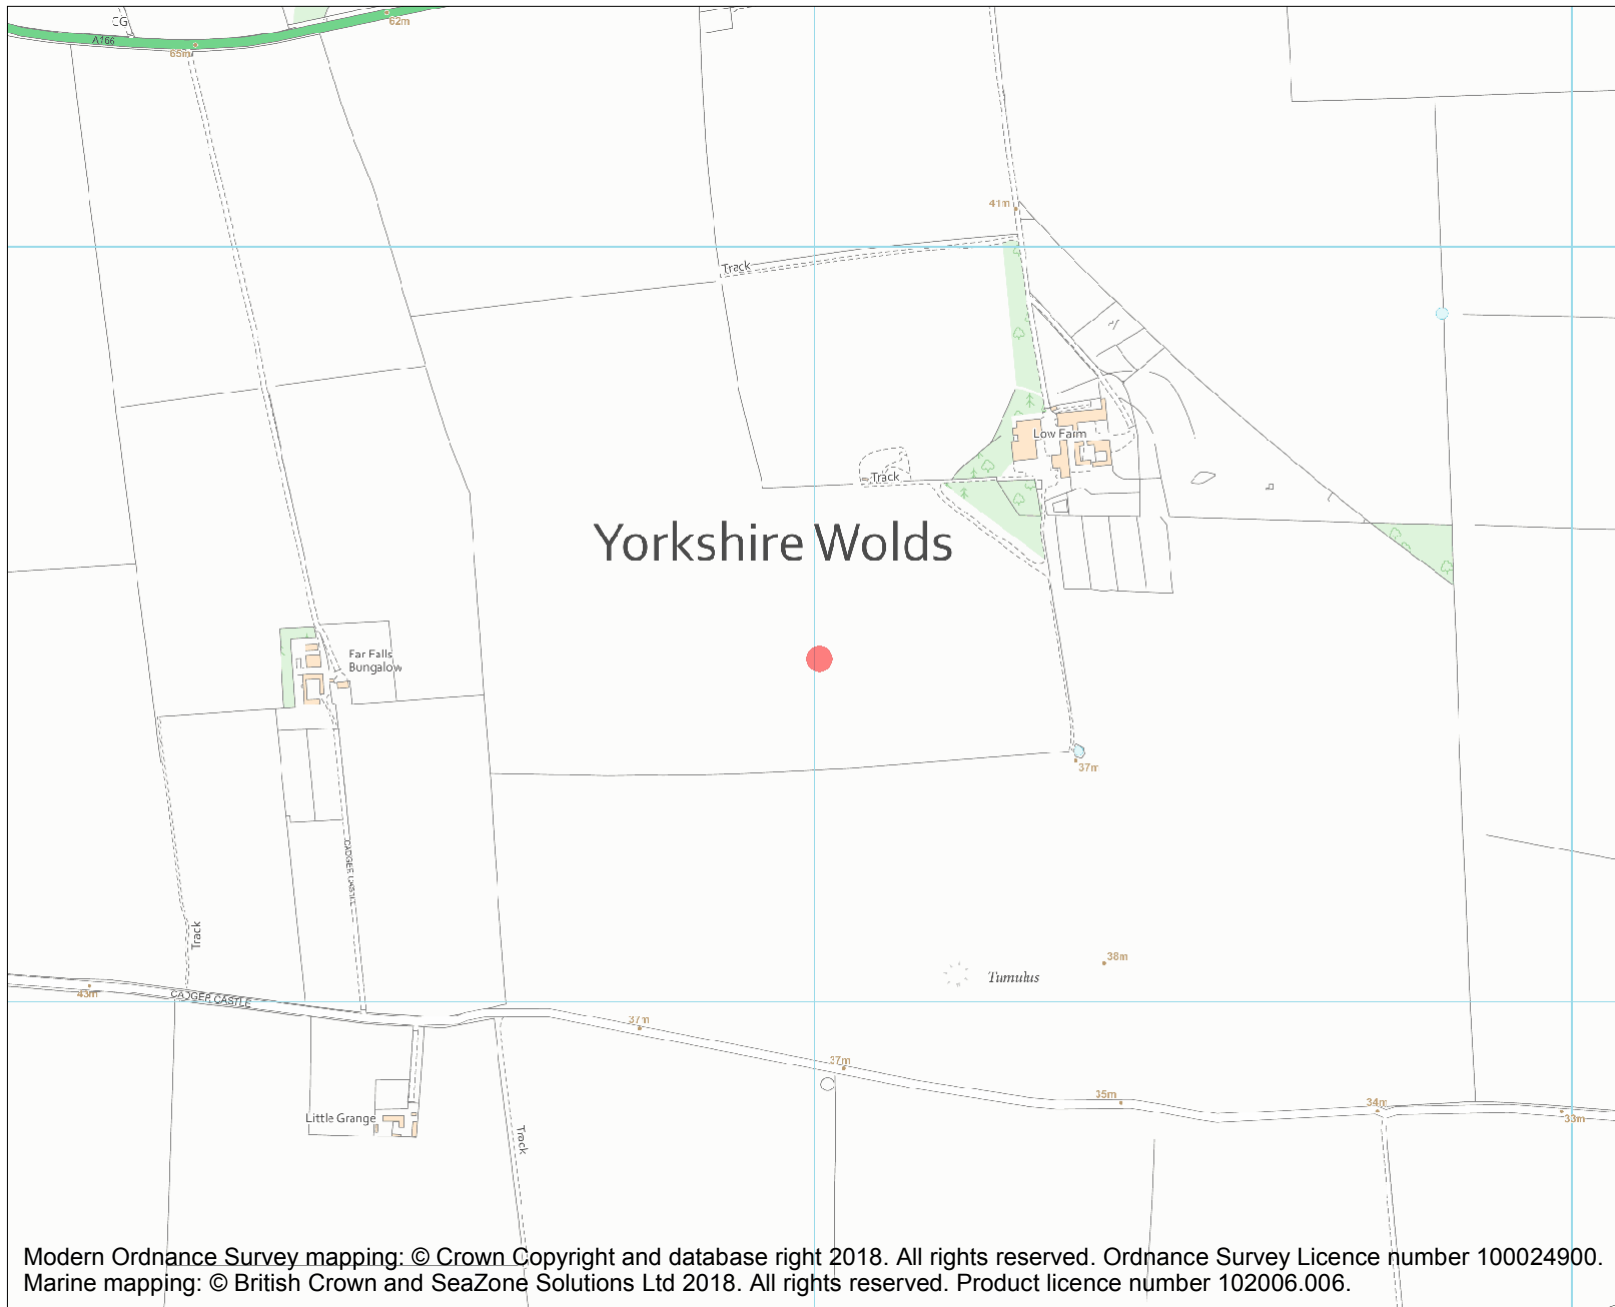 CG
62m
A166
65m
41m
Track
Low Farm
Track
Yorkshire Wolds
Far Falls
Bungalow
37m
CADGER CASTLE
Track
38m
Tumulus
43m
CADGER CASTLE
37m
37m
35m
34m
33m
Little Grange
Track
Modern Ordnance Survey mapping: © Crown Copyright and database right 2018. All rights reserved. Ordnance Survey Licence number 100024900.
Marine mapping: © British Crown and SeaZone Solutions Ltd 2018. All rights reserved. Product licence number 102006.006.